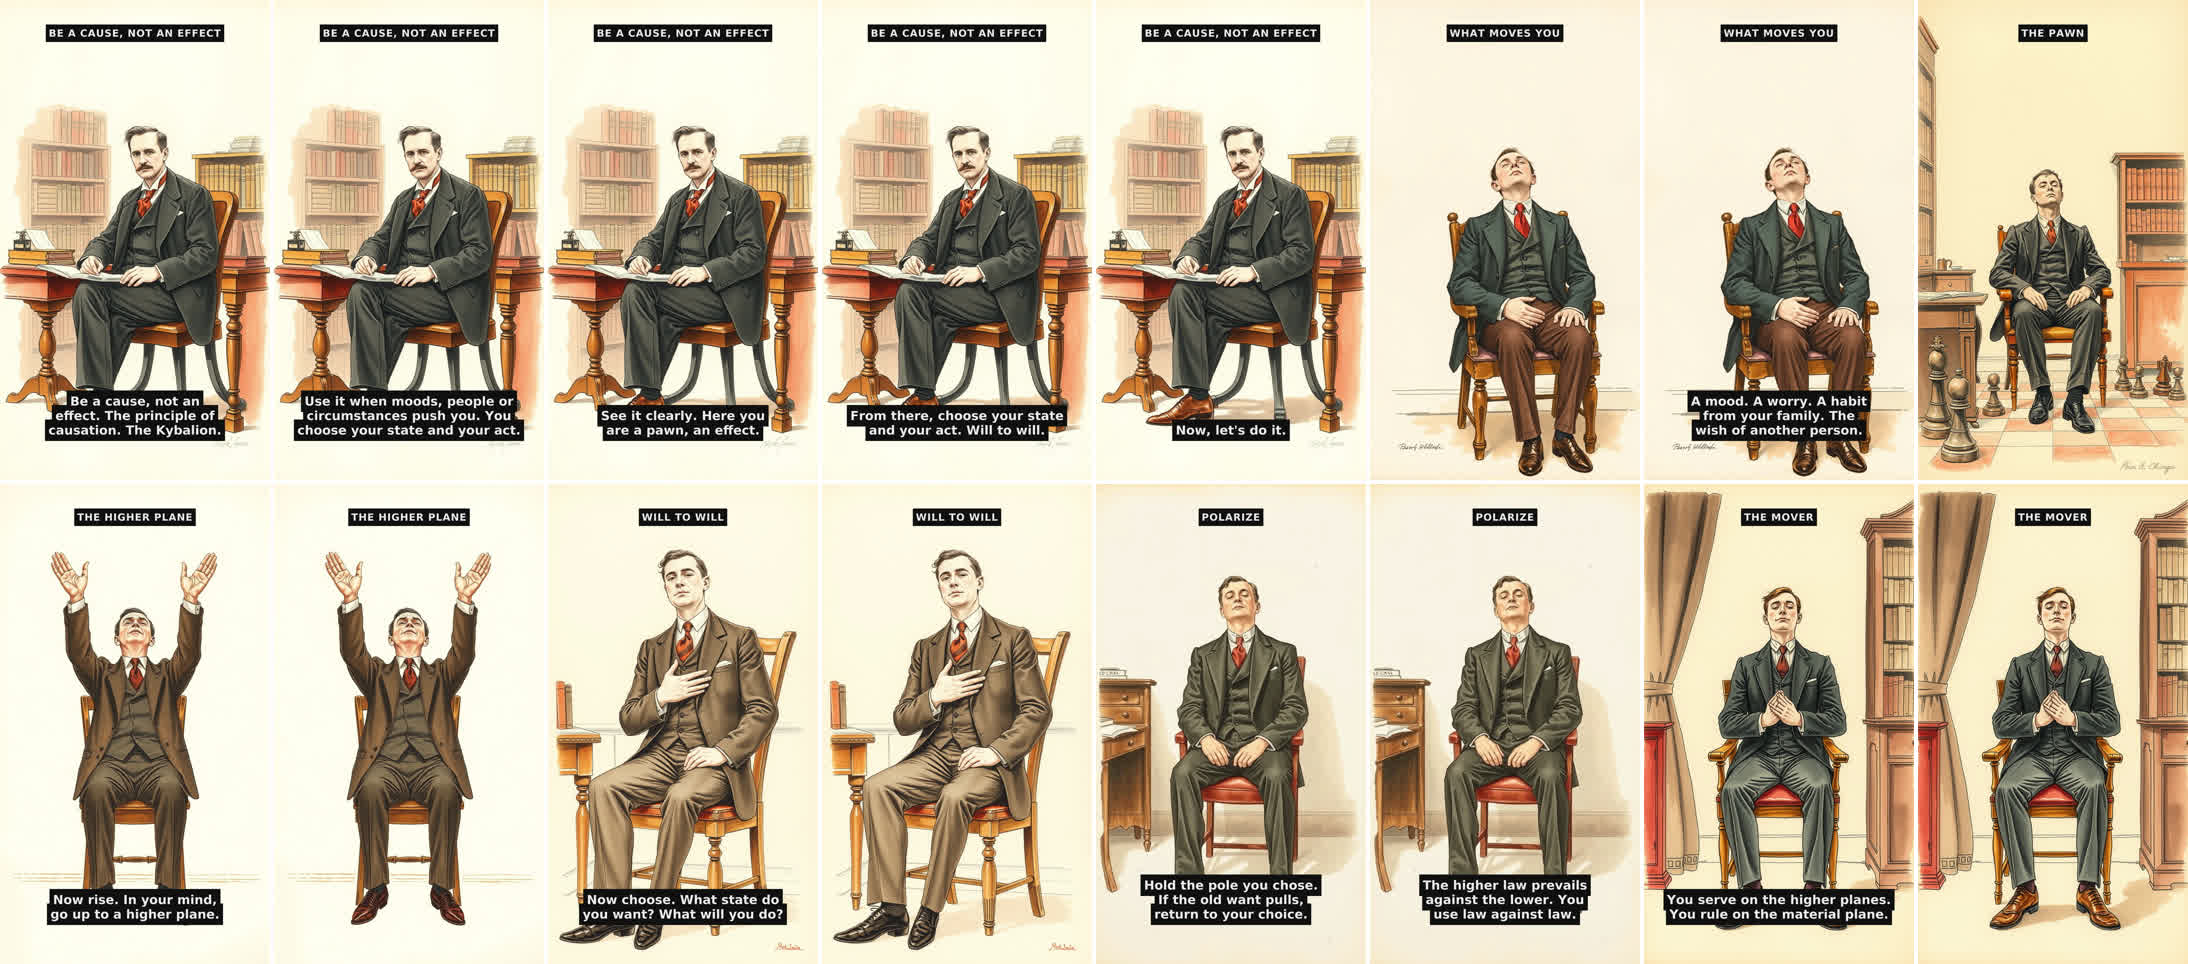 BE A CAUSE, NOT AN EFFECT
Be a cause, not an
effect. The principle of
causation. The Kybalion.
BE A CAUSE, NOT AN EFFECT
Use it when moods, people or
circumstances push you. You
choose your state and your act.
BE A CAUSE, NOT AN EFFECT
See it clearly. Here you
are a pawn, an effect.
BE A CAUSE, NOT AN EFFECT
From there, choose your state
and your act. Will to will.
BE A CAUSE, NOT AN EFFECT
Now, let's do it.
WHAT MOVES YOU
WHAT MOVES YOU
A mood. A worry. A habit
from your family. The
wish of another person.
THE PAWN
THE HIGHER PLANE
Now rise. In your mind,
go up to a higher plane.
THE HIGHER PLANE
WILL TO WILL
Now choose. What state do
you want? What will you do?
WILL TO WILL
POLARIZE
Hold the pole you chose.
If the old want pulls,
return to your choice.
POLARIZE
The higher law prevails
against the lower. You
use law against law.
THE MOVER
You serve on the higher planes.
You rule on the material plane.
THE MOVER